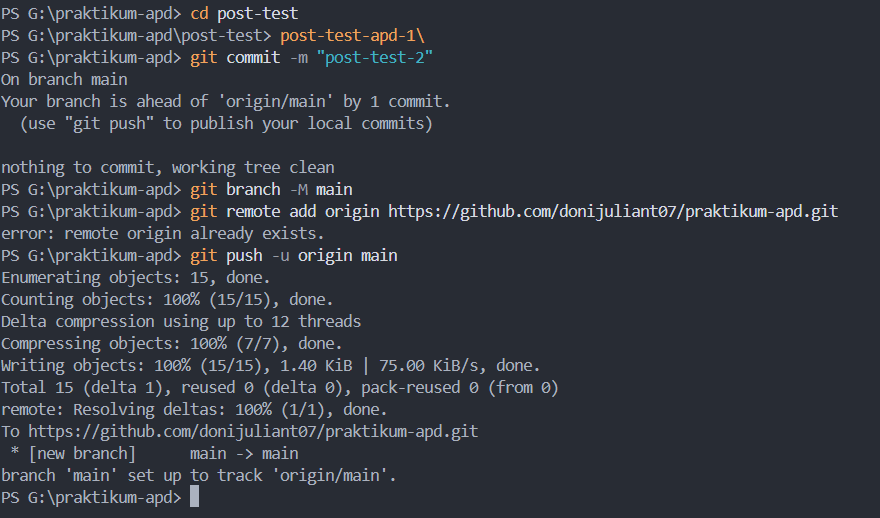 PS G:\praktikum-apd> cd post-test
PS G:\praktikum-apd\post-test> post-test-apd-1\
PS G:\praktikum-apd> git commit -m "post-test-2"
On branch main
Your branch is ahead of 'origin/main' by 1 commit.
  (use "git push" to publish your local commits)

nothing to commit, working tree clean
PS G:\praktikum-apd> git branch -M main
PS G:\praktikum-apd> git remote add origin https://github.com/donijuliant07/praktikum-apd.git
error: remote origin already exists.
PS G:\praktikum-apd> git push -u origin main
Enumerating objects: 15, done.
Counting objects: 100% (15/15), done.
Delta compression using up to 12 threads
Compressing objects: 100% (7/7), done.
Writing objects: 100% (15/15), 1.40 KiB | 75.00 KiB/s, done.
Total 15 (delta 1), reused 0 (delta 0), pack-reused 0 (from 0)
remote: Resolving deltas: 100% (1/1), done.
To https://github.com/donijuliant07/praktikum-apd.git
 * [new branch]      main -> main
branch 'main' set up to track 'origin/main'.
PS G:\praktikum-apd>